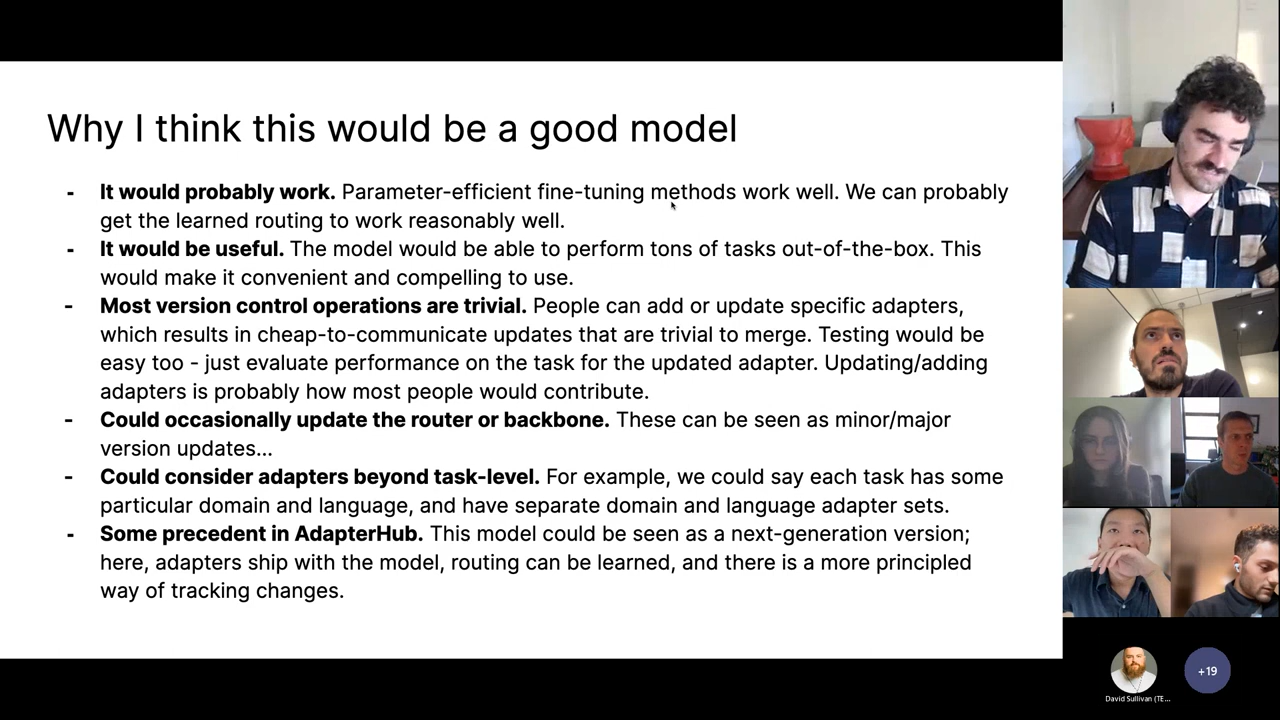 Why I think this would be a good model
- It would probably work. Parameter-efficient fine-tuning methods work well. We can probably
get the learned routing to work reasonably well.
- It would be useful. The model would be able to perform tons of tasks out-of-the-box. This
would make it convenient and compelling to use.
- Most version control operations are trivial. People can add or update specific adapters,
which results in cheap-to-communicate updates that are trivial to merge. Testing would be
easy too - just evaluate performance on the task for the updated adapter. Updating/adding
adapters is probably how most people would contribute.
- Could occasionally update the router or backbone. These can be seen as minor/major
version updates...
- Could consider adapters beyond task-level. For example, we could say each task has some
particular domain and language, and have separate domain and language adapter sets.
- Some precedent in AdapterHub. This model could be seen as a next-generation version;
here, adapters ship with the model, routing can be learned, and there is a more principled
way of tracking changes.
David Sullivan (TE...
+19